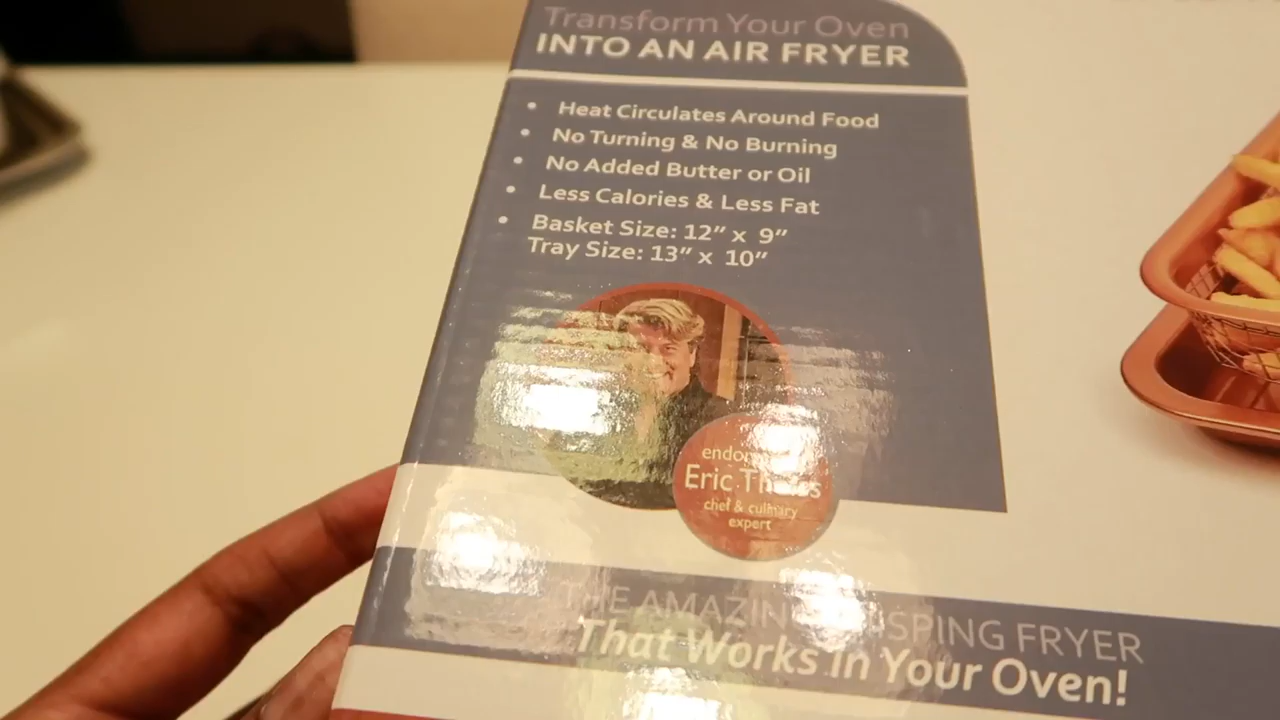 Transform Your Oven
INTO AN AIR FRYER
• Heat Circulates Around Food
• No Turning & No Burning
• No Added Butter or Oil
• Less Calories & Less Fat
• Basket Size: 12" x 9"
Tray Size: 13" x 10"
Eric
chef & culinary
expert
THE AMAZING FRYER
That Works in Your Oven!